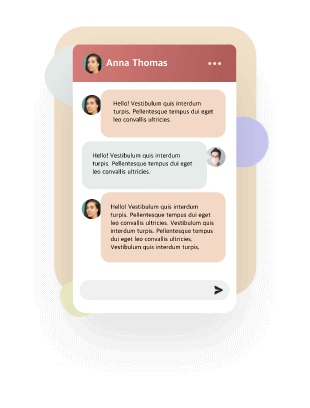 Anna Thomas
Hello! Vestibulum quis interdum
turpis. Pellentesque tempus dui eget
leo convallis ultricies.
Hello! Vestibulum quis interdum
turpis. Pellentesque tempus dui eget
leo convallis ultricies.
Hello! Vestibulum quis interdum
turpis. Pellentesque tempus dui eget
leo convallis ultricies. Vestibulum quis
interdum turpis. Pellentesque tempus
dui eget leo convallis ultricies.
Vestibulum quis interdum turpis.